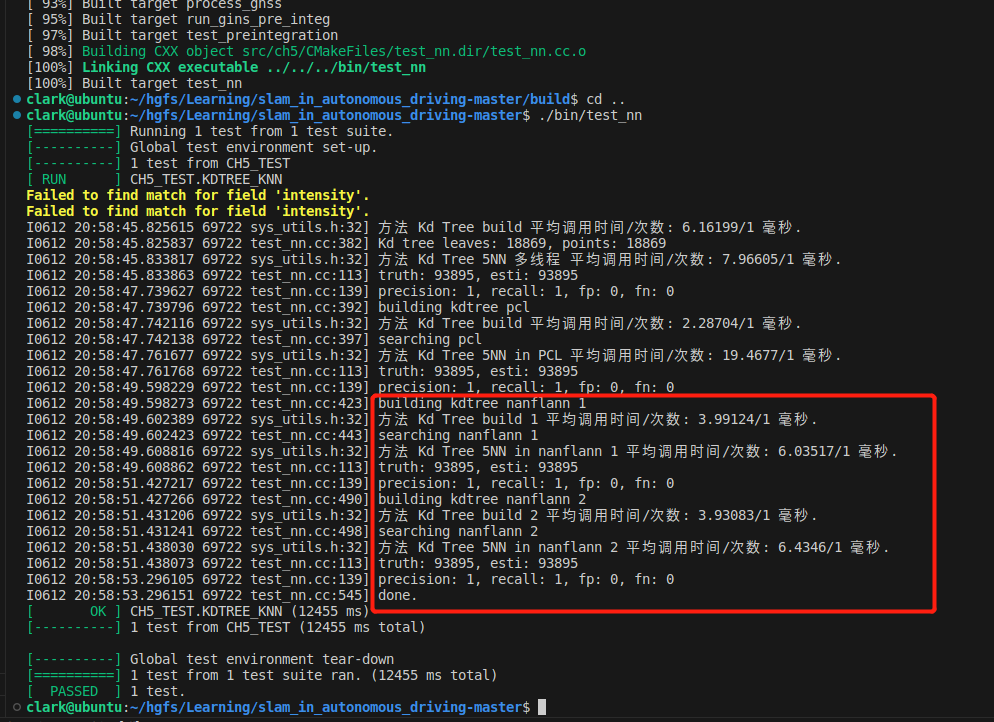 [ 93%] Built target process_gnss
[ 95%] Built target run_gins_pre_integ
[ 97%] Built target test_preintegration
[ 98%] Building CXX object src/ch5/CMakeFiles/test_nn.dir/test_nn.cc.o
[100%] Linking CXX executable ../../../bin/test_nn
[100%] Built target test_nn
clark@ubuntu:~/hgfs/Learning/slam_in_autonomous_driving-master/build$ cd ..
clark@ubuntu:~/hgfs/Learning/slam_in_autonomous_driving-master$ ./bin/test_nn
[==========] Running 1 test from 1 test suite.
[----------] Global test environment set-up.
[----------] 1 test from CH5_TEST
[ RUN      ] CH5_TEST.KDTREE_KNN
Failed to find match for field 'intensity'.
Failed to find match for field 'intensity'.
I0612 20:58:45.825615 69722 sys_utils.h:32] 方法 Kd Tree build 平均调用时间/次数: 6.16199/1 毫秒.
I0612 20:58:45.825837 69722 test_nn.cc:382] Kd tree leaves: 18869, points: 18869
I0612 20:58:45.833817 69722 sys_utils.h:32] 方法 Kd Tree 5NN 多线程 平均调用时间/次数: 7.96605/1 毫秒.
I0612 20:58:45.833863 69722 test_nn.cc:113] truth: 93895, esti: 93895
I0612 20:58:47.739627 69722 test_nn.cc:139] precision: 1, recall: 1, fp: 0, fn: 0
I0612 20:58:47.739796 69722 test_nn.cc:392] building kdtree pcl
I0612 20:58:47.742116 69722 sys_utils.h:32] 方法 Kd Tree build 平均调用时间/次数: 2.28704/1 毫秒.
I0612 20:58:47.742138 69722 test_nn.cc:397] searching pcl
I0612 20:58:47.761677 69722 sys_utils.h:32] 方法 Kd Tree 5NN in PCL 平均调用时间/次数: 19.4677/1 毫秒.
I0612 20:58:47.761768 69722 test_nn.cc:113] truth: 93895, esti: 93895
I0612 20:58:49.598229 69722 test_nn.cc:139] precision: 1, recall: 1, fp: 0, fn: 0
I0612 20:58:49.598273 69722 test_nn.cc:423] building kdtree nanflann 1
I0612 20:58:49.602389 69722 sys_utils.h:32] 方法 Kd Tree build 1 平均调用时间/次数: 3.99124/1 毫秒.
I0612 20:58:49.602423 69722 test_nn.cc:443] searching nanflann 1
I0612 20:58:49.608816 69722 sys_utils.h:32] 方法 Kd Tree 5NN in nanflann 1 平均调用时间/次数: 6.03517/1 毫秒.
I0612 20:58:49.608862 69722 test_nn.cc:113] truth: 93895, esti: 93895
I0612 20:58:51.427217 69722 test_nn.cc:139] precision: 1, recall: 1, fp: 0, fn: 0
I0612 20:58:51.427266 69722 test_nn.cc:490] building kdtree nanflann 2
I0612 20:58:51.431206 69722 sys_utils.h:32] 方法 Kd Tree build 2 平均调用时间/次数: 3.93083/1 毫秒.
I0612 20:58:51.431241 69722 test_nn.cc:498] searching nanflann 2
I0612 20:58:51.438030 69722 sys_utils.h:32] 方法 Kd Tree 5NN in nanflann 2 平均调用时间/次数: 6.4346/1 毫秒.
I0612 20:58:51.438073 69722 test_nn.cc:113] truth: 93895, esti: 93895
I0612 20:58:53.296105 69722 test_nn.cc:139] precision: 1, recall: 1, fp: 0, fn: 0
I0612 20:58:53.296151 69722 test_nn.cc:545] done.
[       OK ] CH5_TEST.KDTREE_KNN (12455 ms)
[----------] 1 test from CH5_TEST (12455 ms total)
[----------] Global test environment tear-down
[==========] 1 test from 1 test suite ran. (12455 ms total)
[  PASSED  ] 1 test.
clark@ubuntu:~/hgfs/Learning/slam_in_autonomous_driving-master$